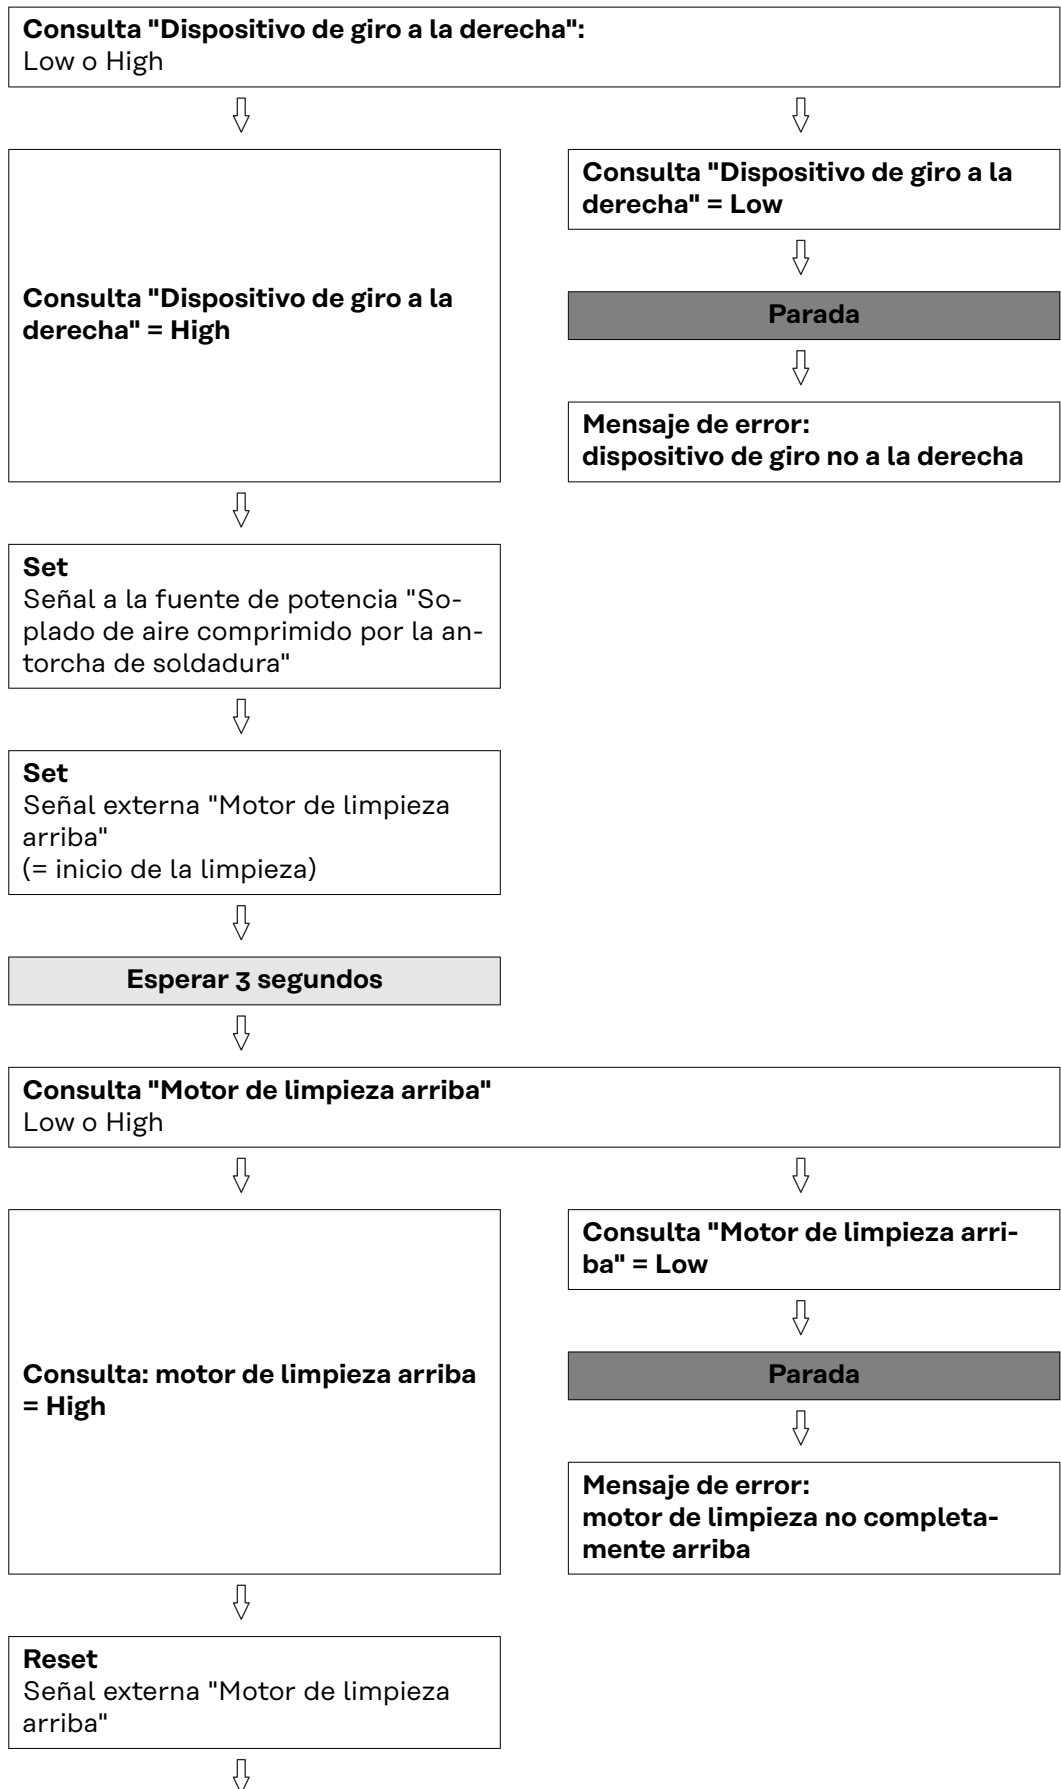 Consulta "Dispositivo de giro a la derecha":
Low o High
Consulta "Dispositivo de giro a la
derecha" = High
Consulta "Dispositivo de giro a la
derecha" = Low
Parada
Mensaje de error:
dispositivo de giro no a la derecha
Set
Señal a la fuente de potencia "So-
plado de aire comprimido por la an-
torcha de soldadura"
Set
Señal externa "Motor de limpieza
arriba"
(= inicio de la limpieza)
Esperar 3 segundos
Consulta "Motor de limpieza arriba"
Low o High
Consulta: motor de limpieza arriba
= High
Consulta "Motor de limpieza arri-
ba" = Low
Parada
Mensaje de error:
motor de limpieza no completa-
mente arriba
Reset
Señal externa "Motor de limpieza
arriba"